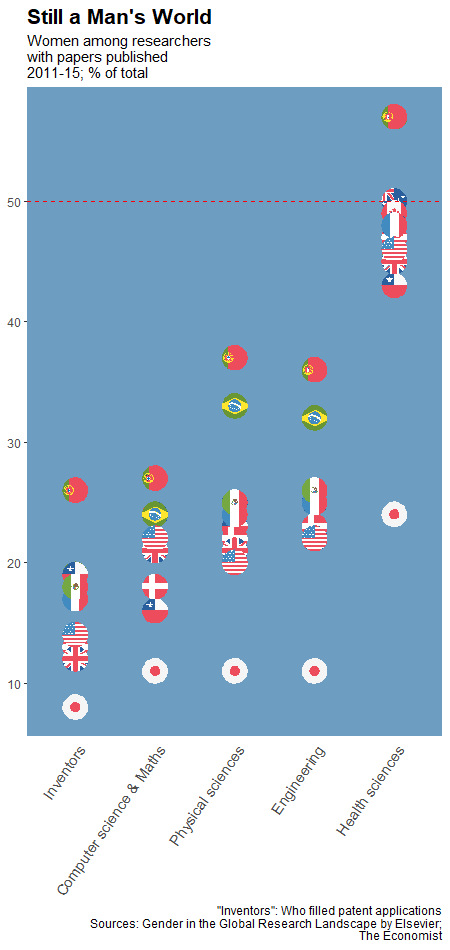 Still a Man's World
Women among researchers
with papers published
2011-15; % of total
50
40
30
20
10
Inventors
Computer science & Maths
Physical sciences
Engineering
Health sciences
"Inventors": Who filled patent applications
Sources: Gender in the Global Research Landscape by Elsevier;
The Economist